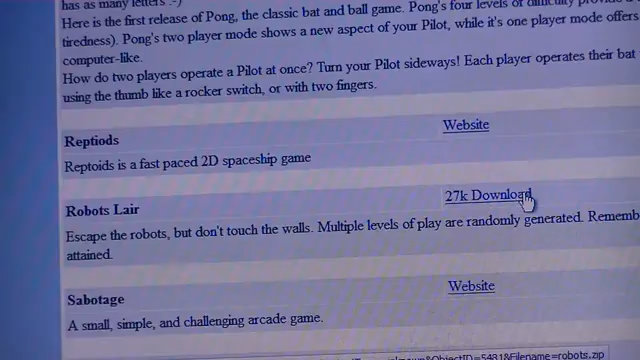 has as many letters :-)
Here is the first release of Pong, the classic bat and ball game. Pong's four levels of difficulty provide a
tiredness). Pong's two player mode shows a new aspect of your Pilot, while it's one player mode offers
computer-like.
How do two players operate a Pilot at once? Turn your Pilot sideways! Each player operates their bat
using the thumb like a rocker switch, or with two fingers.
Reptiods Website
Reptoids is a fast paced 2D spaceship game
Robots Lair 27k Download
Escape the robots, but don't touch the walls. Multiple levels of play are randomly generated. Rememb
attained.
Sabotage Website
A small, simple, and challenging arcade game.
&ObjectID=5481&Filename=robots.zip